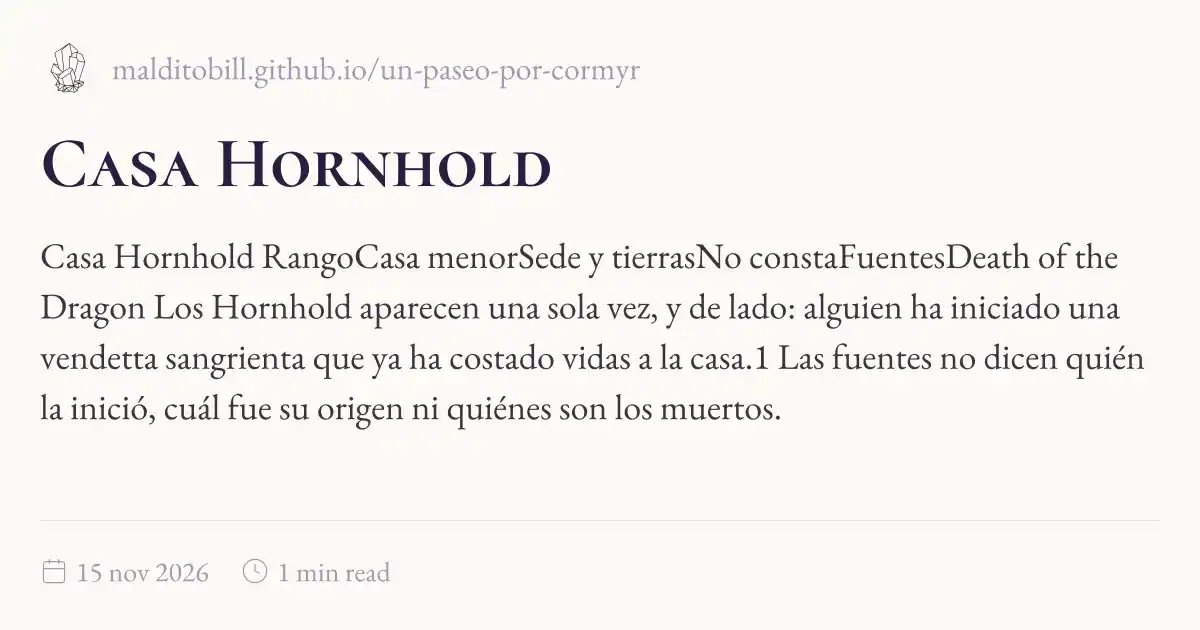 malditobill.github.io/un-paseo-por-cormyr
Casa Hornhold
Casa Hornhold RangoCasa menorSede y tierrasNo constaFuentesDeath of the
Dragon Los Hornhold aparecen una sola vez, y de lado: alguien ha iniciado una
vendetta sangrienta que ya ha costado vidas a la casa.1 Las fuentes no dicen quién
la inició, cuál fue su origen ni quiénes son los muertos.
15 nov 2026 1 min read